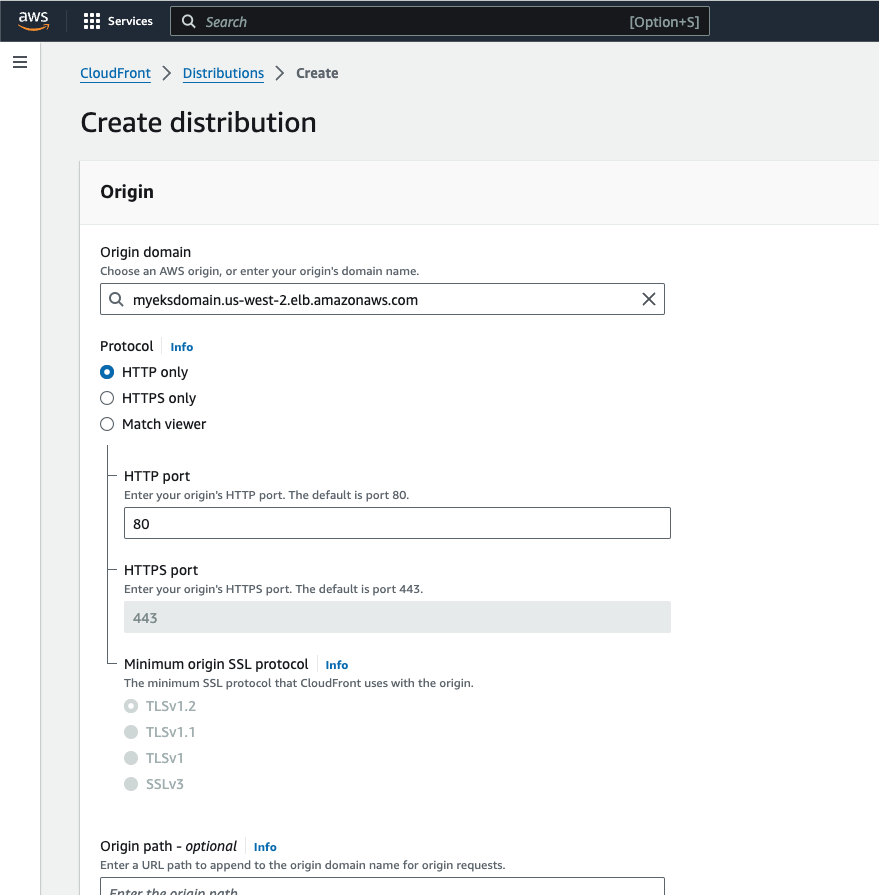 aws
Services
Search
[Option+S]
CloudFront
Distributions
Create
Create distribution
Origin
Origin domain
Choose an AWS origin, or enter your origin's domain name.
myeksdomain.us-west-2.elb.amazonaws.com
Protocol
Info
HTTP only
HTTPS only
Match viewer
HTTP port
Enter your origin's HTTP port. The default is port 80.
80
HTTPS port
Enter your origin's HTTPS port. The default is port 443.
443
Minimum origin SSL protocol
Info
The minimum SSL protocol that CloudFront uses with the origin.
TLSv1.2
TLSv1.1
TLSv1
SSLv3
Origin path - optional
Info
Enter a URL path to append to the origin domain name for origin requests.
Enter the origin path